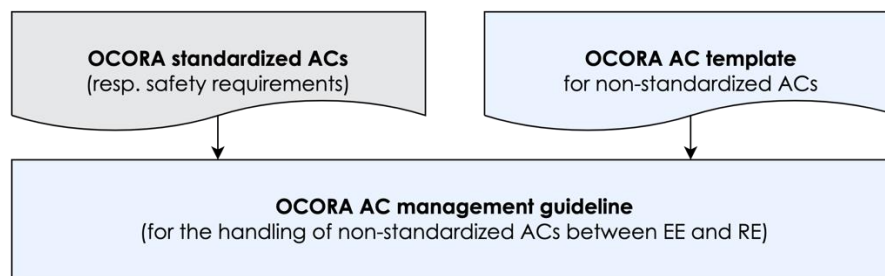 OCORA standardized ACs
(resp. safety requirements)
OCORA AC template
for non-standardized ACs
OCORA AC management guideline
(for the handling of non-standardized ACs between EE and RE)